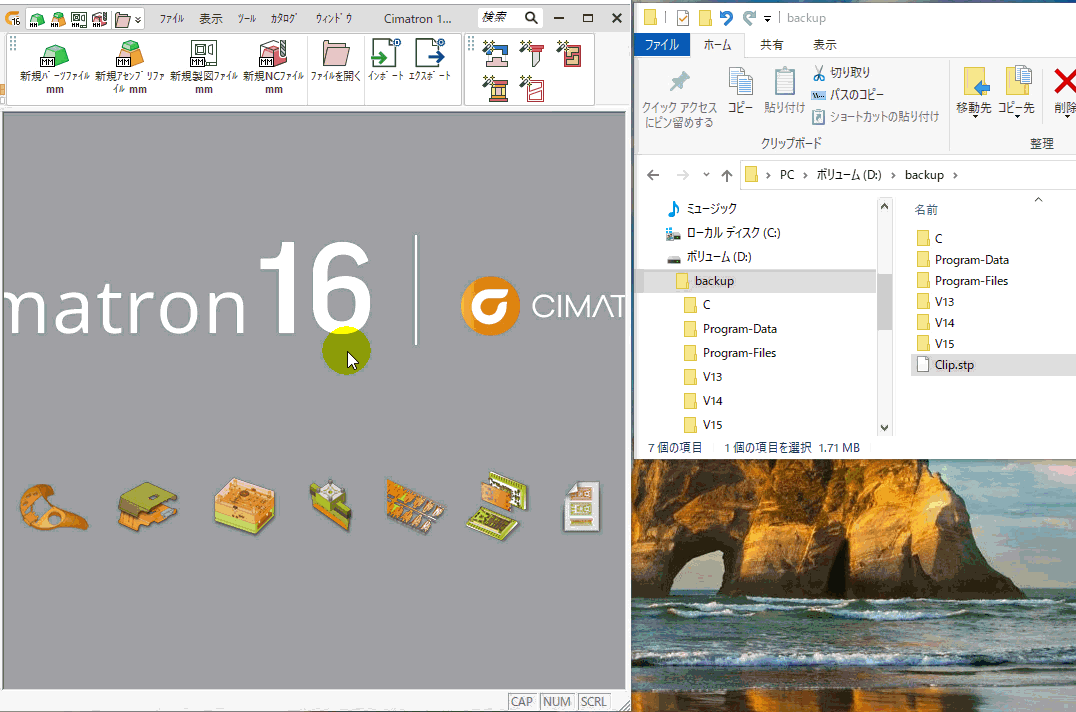 16
ファイル 表示 ツール カタログ ウィンドウ Cimatron 1... 検索
MM MM MM MM
新規パーツファイル mm
新規アセンブリファイル mm
新規製図ファイル mm
新規NCファイル mm
ファイルを開く
インポート
エクスポート
matron 16
CIMAT
CAP NUM SCRL
backup
ファイル ホーム 共有 表示
クイック アクセスにピン留めする
コピー
貼り付け
切り取り
パスのコピー
ショートカットの貼り付け
クリップボード
移動先
コピー先
削除
整理
PC ボリューム (D:) backup
ミュージック
ローカル ディスク (C:)
ボリューム (D:)
backup
C
Program-Data
Program-Files
V13
V14
V15
名前
C
Program-Data
Program-Files
V13
V14
V15
Clip.stp
7 個の項目 1 個の項目を選択 1.71 MB